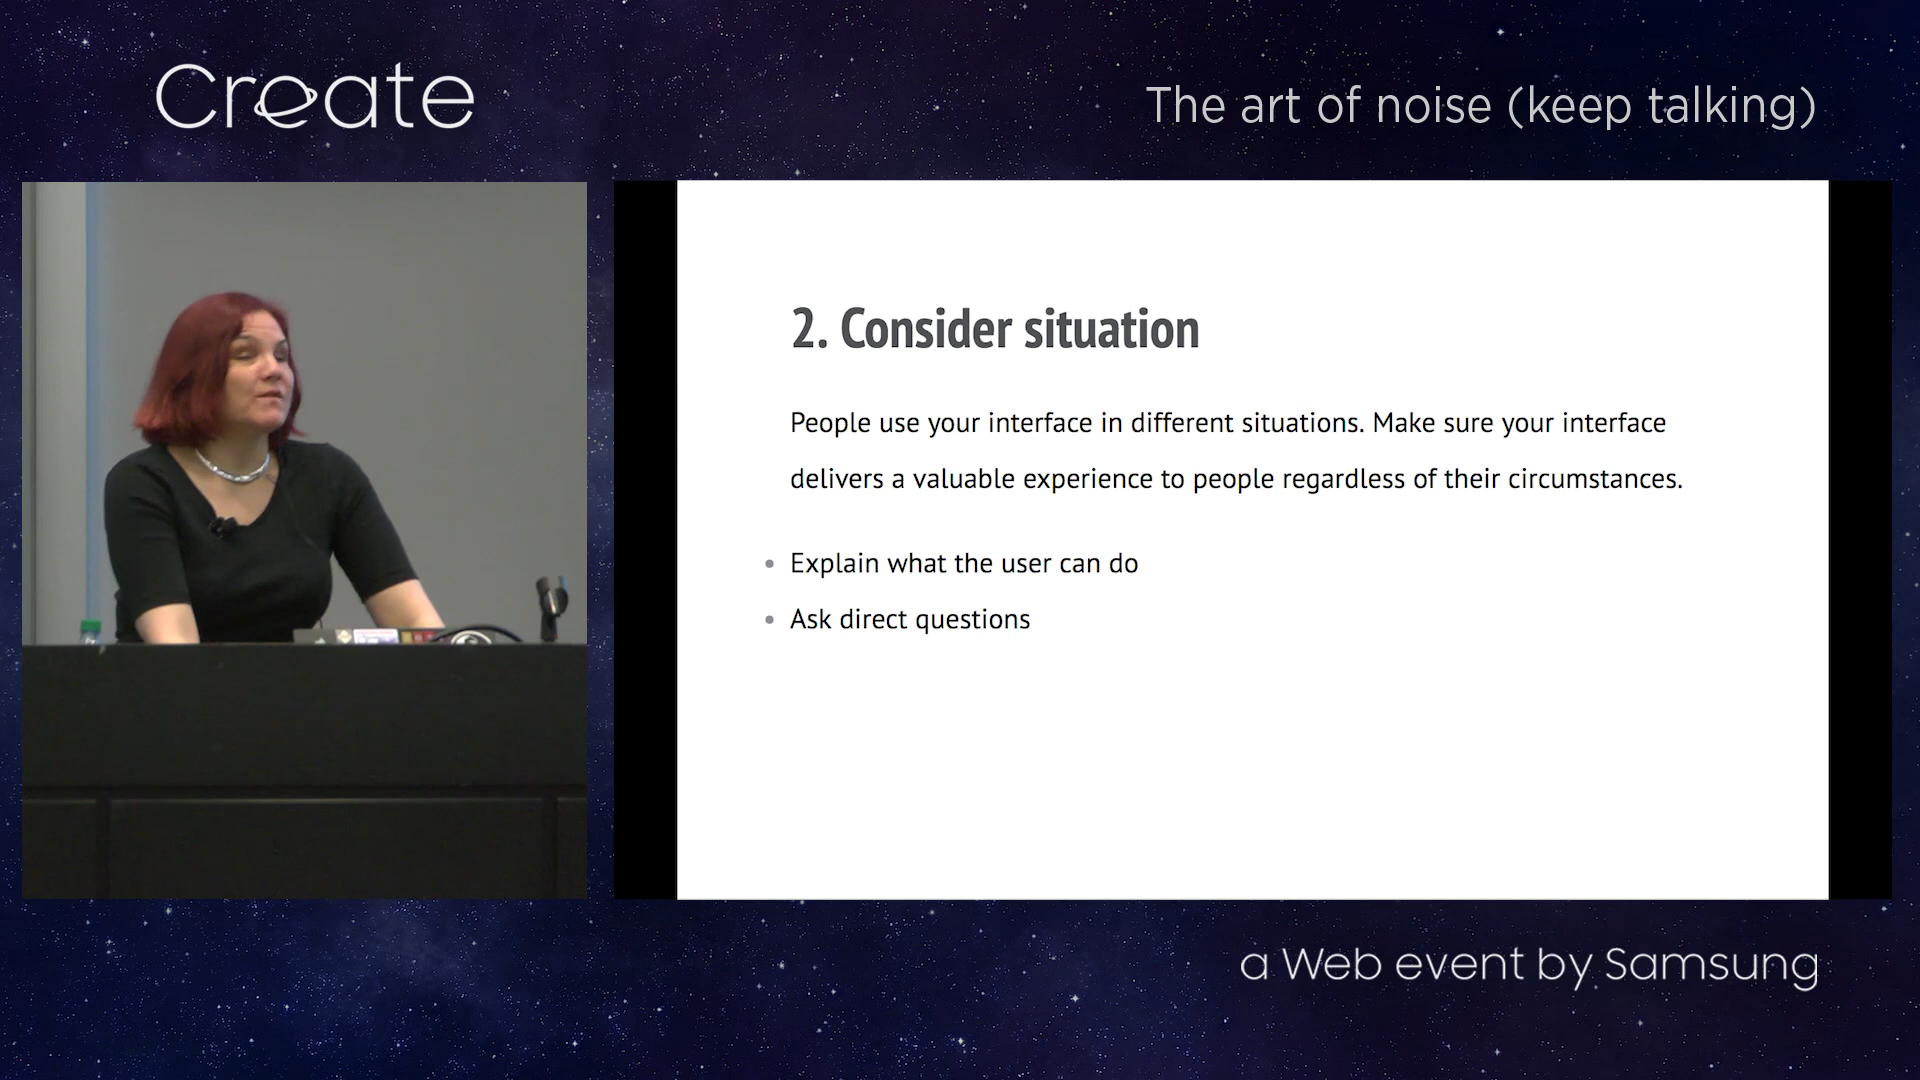 Create
The art of noise (keep talking)
2. Consider situation
People use your interface in different situations. Make sure your interface
delivers a valuable experience to people regardless of their circumstances.
• Explain what the user can do
• Ask direct questions
a Web event by Samsung